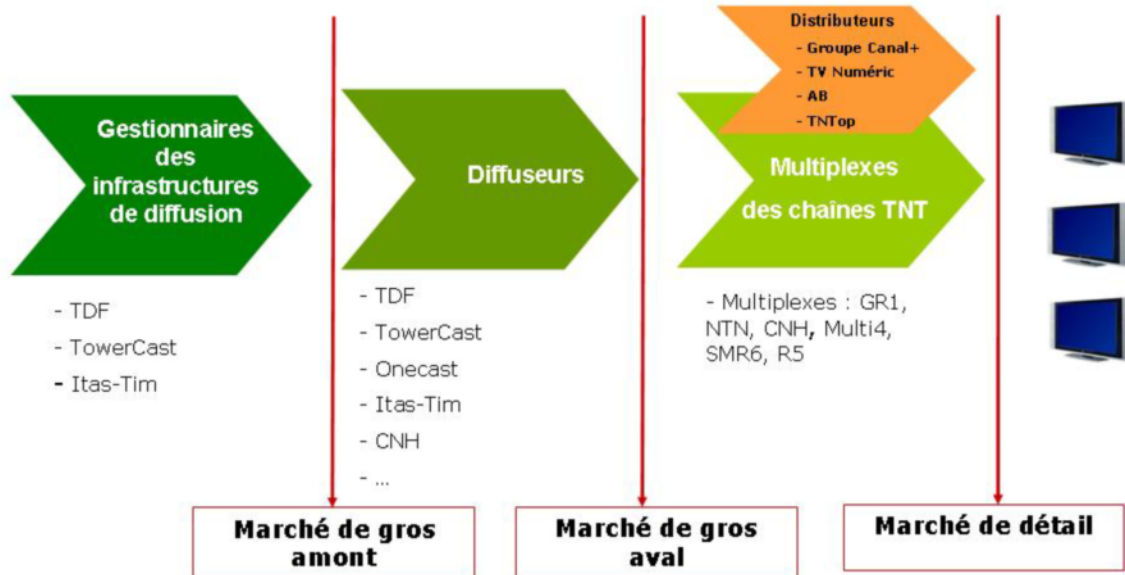 Distributeurs
- Groupe Canal+
- TV Numéric
- AB
- TNTop
Gestionnaires
des
infrastructures
de diffusion
Diffuseurs
Multiplexes
des chaînes TNT
- TDF
- TowerCast
- Itas-Tim
- TDF
- TowerCast
- Onecast
- Itas-Tim
- CNH
- ...
- Multiplexes : GR1,
NTN, CNH, Multi4,
SMR6, R5
Marché de gros
amont
Marché de gros
aval
Marché de détail